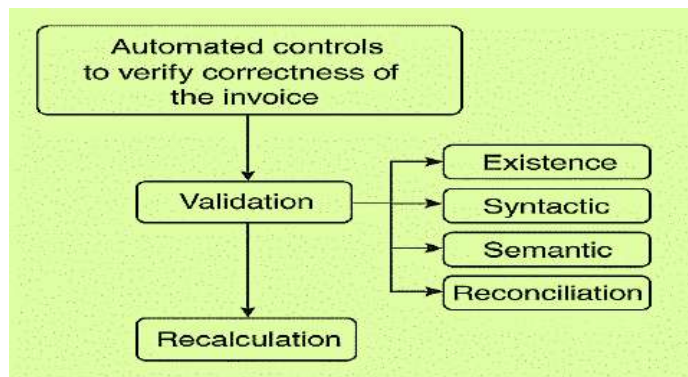 Automated controls
to verify correctness of
the invoice
Validation
Existence
Syntactic
Semantic
Reconciliation
Recalculation